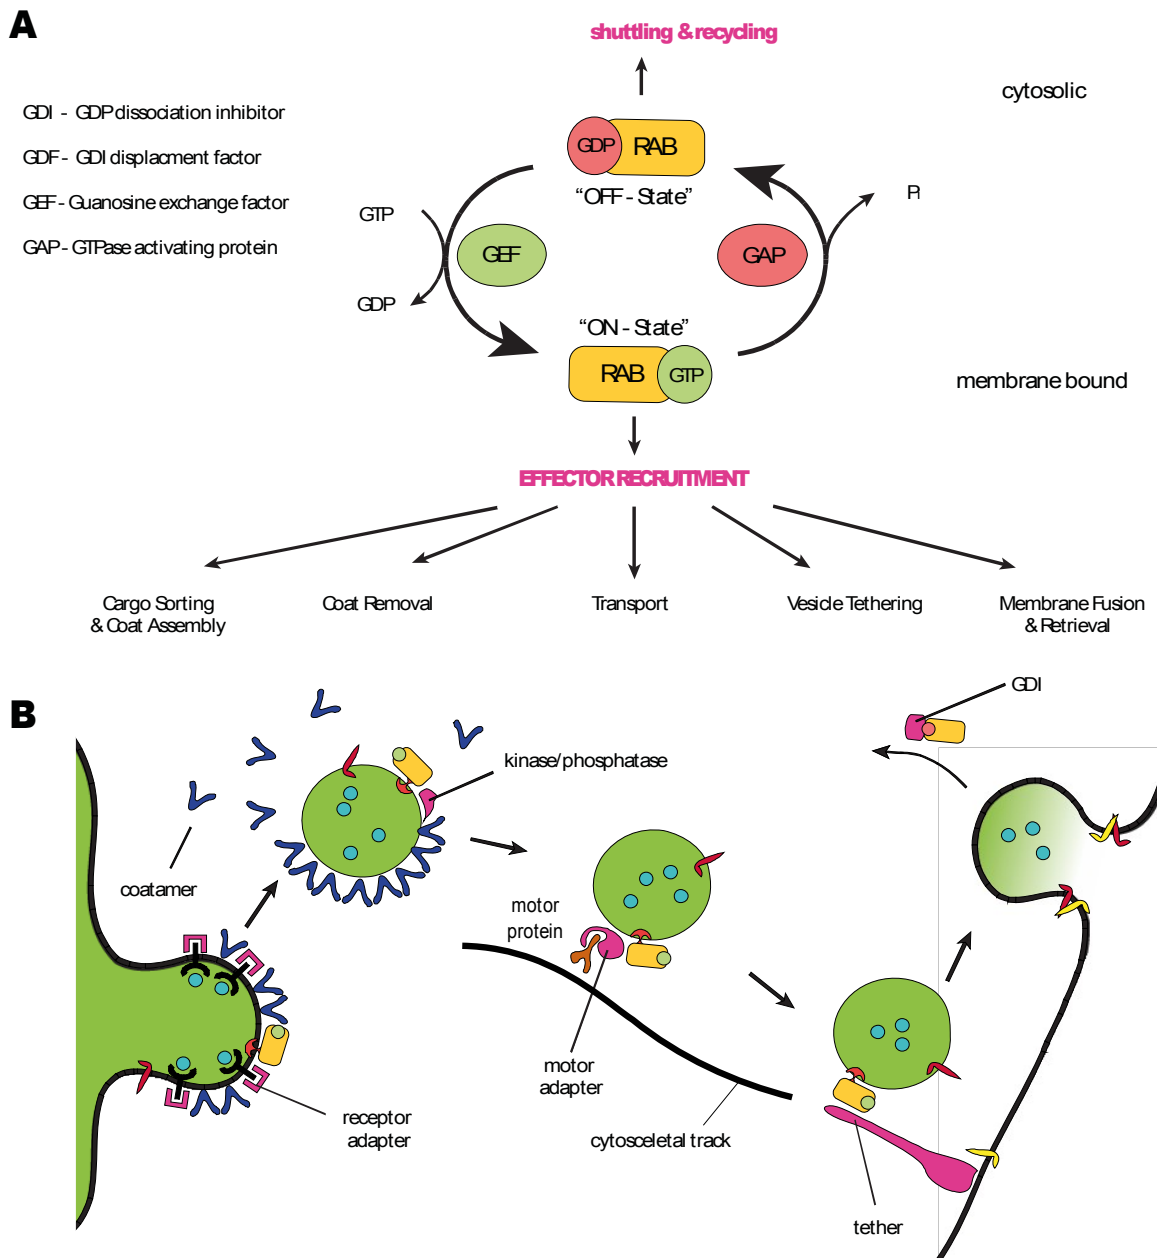 A
shuttling & recycling
cytosolic
GDI - GDP dissociation inhibitor
GDF - GDI displacment factor
GEF - Guanosine exchange factor
GAP - GTPase activating protein
GDP RAB
"OFF - State"
GTP
Pi
GEF
GAP
GDP
"ON - State"
RAB GTP
membrane bound
EFFECTOR RECRUITMENT
Cargo Sorting
& Coat Assembly
Coat Removal
Transport
Vesicle Tethering
Membrane Fusion
& Retrieval
B
GDI
kinase/phosphatase
coatamer
motor
protein
motor
adapter
receptor
adapter
cytosceletal track
tether